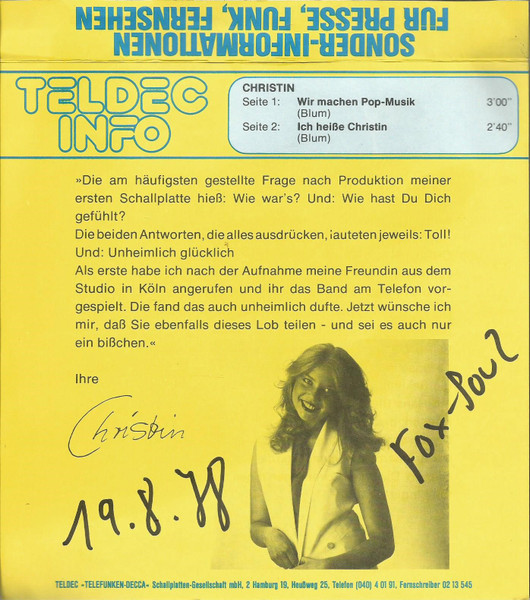 SONDER-INFORMATIONEN
FÜR PRESSE, FUNK, FERNSEHEN
TELDEC
INFO
CHRISTIN
Seite 1: Wir machen Pop-Musik 3'00"
(Blum)
Seite 2: Ich heiße Christin 2'40"
(Blum)
»Die am häufigsten gestellte Frage nach Produktion meiner
ersten Schallplatte hieß: Wie war's? Und: Wie hast Du Dich
gefühlt?
Die beiden Antworten, die alles ausdrücken, lauteten jeweils: Toll!
Und: Unheimlich glücklich
Als erste habe ich nach der Aufnahme meine Freundin aus dem
Studio in Köln angerufen und ihr das Band am Telefon vor-
gespielt. Die fand das auch unheimlich dufte. Jetzt wünsche ich
mir, daß Sie ebenfalls dieses Lob teilen - und sei es auch nur
ein bißchen.«
Ihre
Christin
Fox-
19.8.78
TELDEC »TELEFUNKEN-DECCA« Schallplatten-Gesellschaft mbH, 2 Hamburg 19, Heußweg 25, Telefon (040) 4 01 91, Fernschreiber 02 13 545